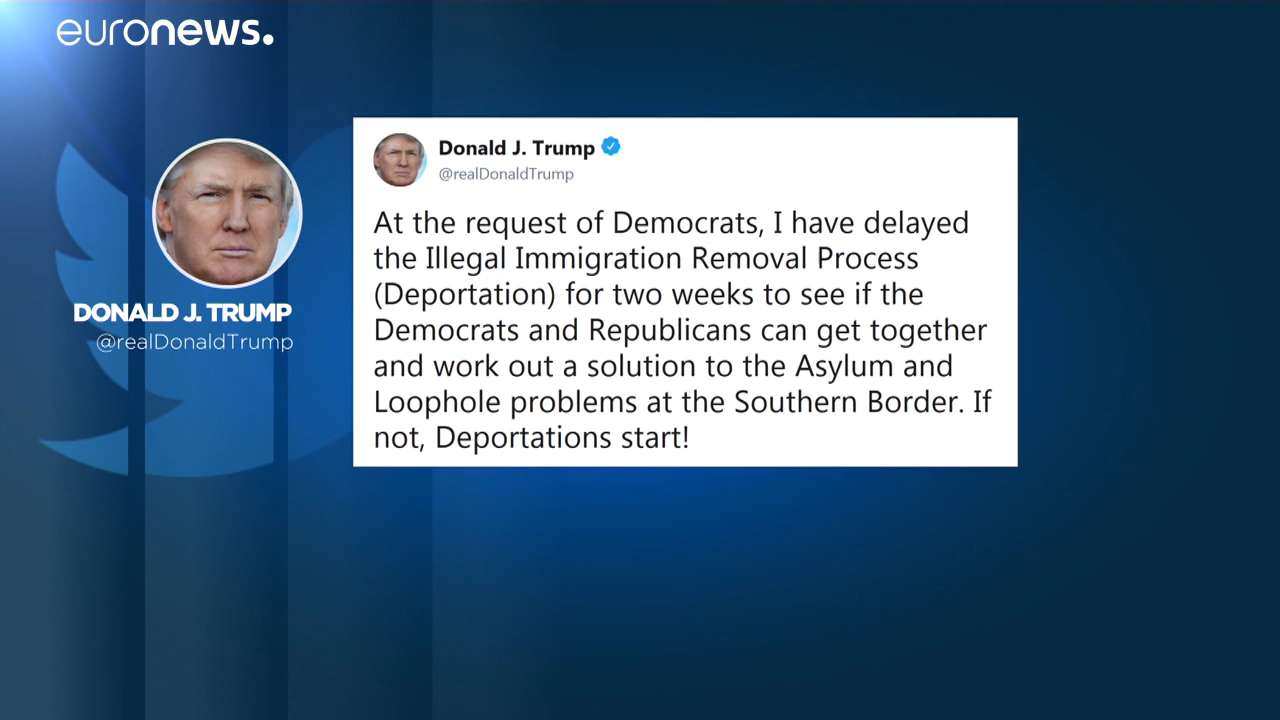 euronews.
DONALD J. TRUMP
@realDonaldTrump
Donald J. Trump
@realDonaldTrump
At the request of Democrats, I have delayed
the Illegal Immigration Removal Process
(Deportation) for two weeks to see if the
Democrats and Republicans can get together
and work out a solution to the Asylum and
Loophole problems at the Southern Border. If
not, Deportations start!